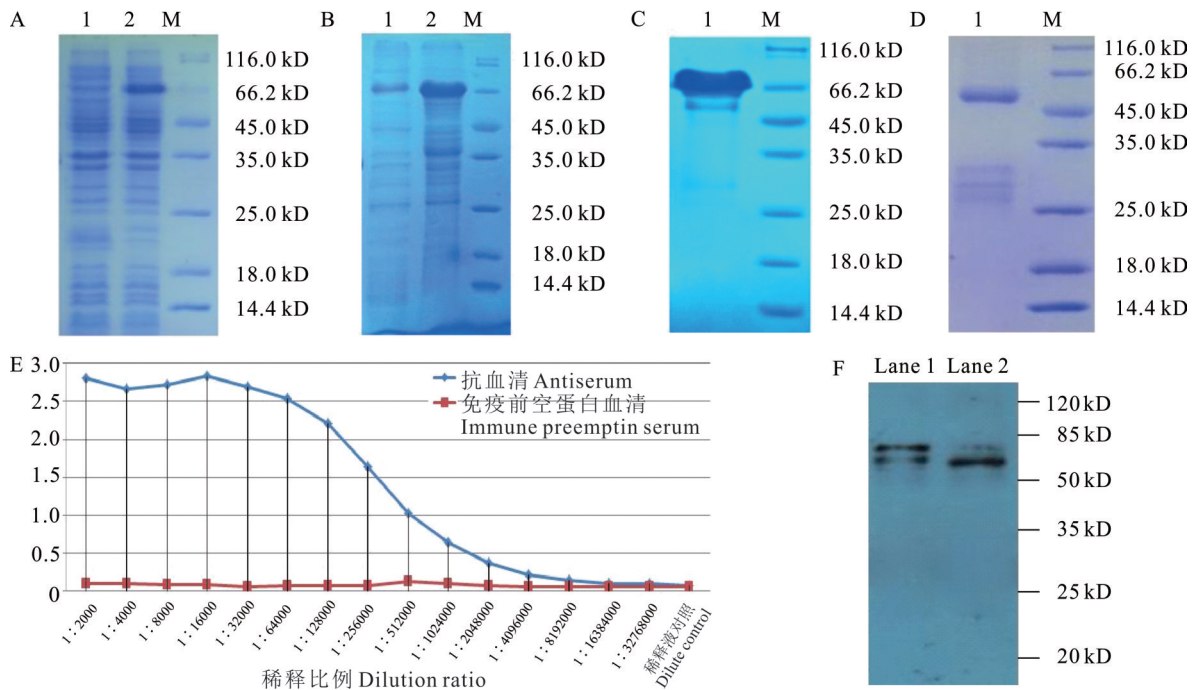 A 1 2 M
116.0 kD
66.2 kD
45.0 kD
35.0 kD
25.0 kD
18.0 kD
14.4 kD
B 1 2 M
116.0 kD
66.2 kD
45.0 kD
35.0 kD
25.0 kD
18.0 kD
14.4 kD
C 1 M
116.0 kD
66.2 kD
45.0 kD
35.0 kD
25.0 kD
18.0 kD
14.4 kD
D 1 M
116.0 kD
66.2 kD
45.0 kD
35.0 kD
25.0 kD
18.0 kD
14.4 kD
E
3.0
2.5
2.0
1.5
1.0
0.5
0
抗血清 Antiserum
免疫前空蛋白血清
Immune preemptin serum
1:2000
1:4000
1:8000
1:16000
1:32000
1:64000
1:128000
1:256000
1:512000
1:1024000
1:2048000
1:4096000
1:8192000
1:16384000
1:32768000
稀释液对照
Dilute control
稀释比例 Dilution ratio
F Lane 1 Lane 2
120 kD
85 kD
50 kD
35 kD
25 kD
20 kD